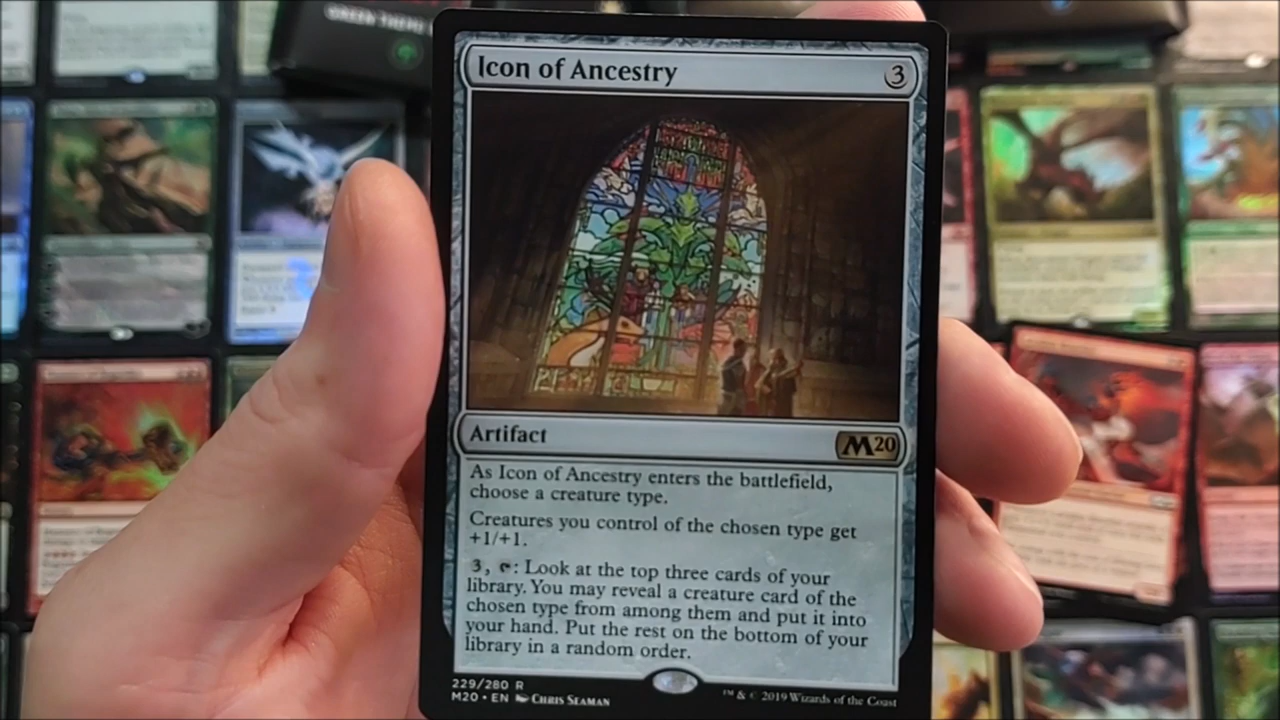 GREEN THEME
Icon of Ancestry 3
Artifact M20
As Icon of Ancestry enters the battlefield,
choose a creature type.
Creatures you control of the chosen type get
+1/+1.
3, : Look at the top three cards of your
library. You may reveal a creature card of the
chosen type from among them and put it into
your hand. Put the rest on the bottom of your
library in a random order.
229/280 R
M20 • EN Chris Seaman
™ & © 2019 Wizards of the Coast